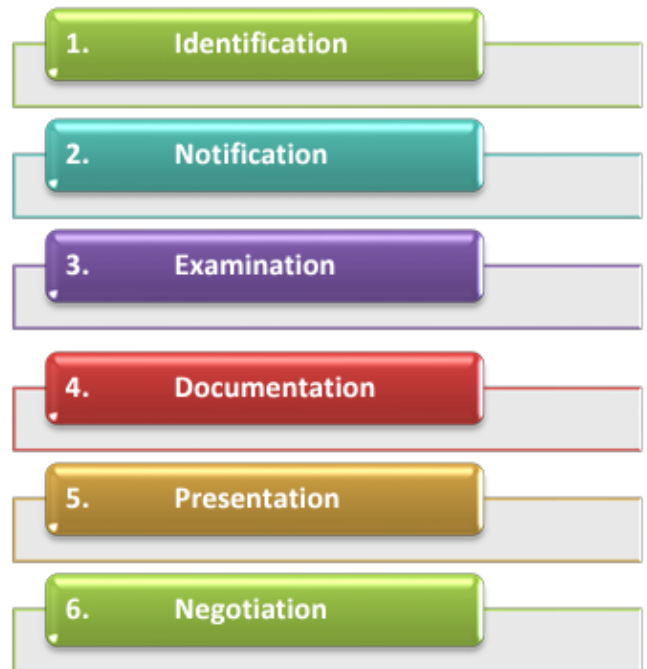 1. Identification
2. Notification
3. Examination
4. Documentation
5. Presentation
6. Negotiation